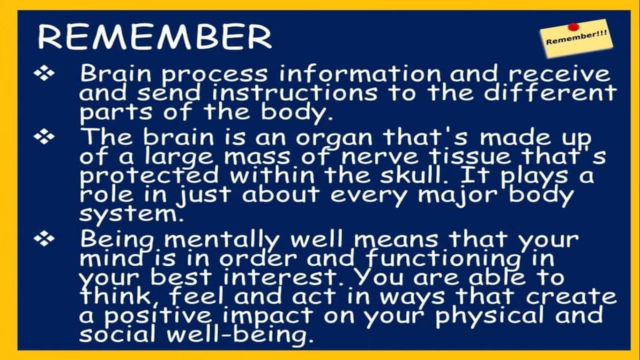 REMEMBER
Remember!!!
❖ Brain process information and receive
and send instructions to the different
parts of the body.
❖ The brain is an organ that's made up
of a large mass of nerve tissue that's
protected within the skull. It plays a
role in just about every major body
system.
❖ Being mentally well means that your
mind is in order and functioning in
your best interest. You are able to
think, feel and act in ways that create
a positive impact on your physical and
social well-being.